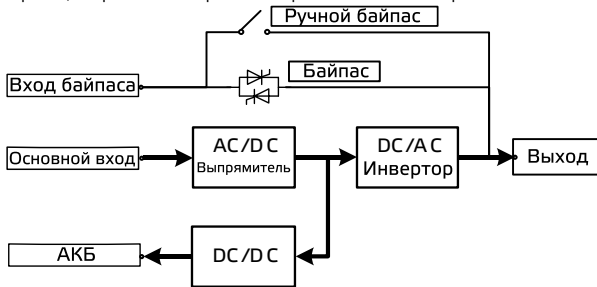 Ручной байпас
Байпас
Вход байпаса
AC/DC
Выпрямитель
DC/AC
Инвертор
Основной вход
Выход
АКБ
DC/DC